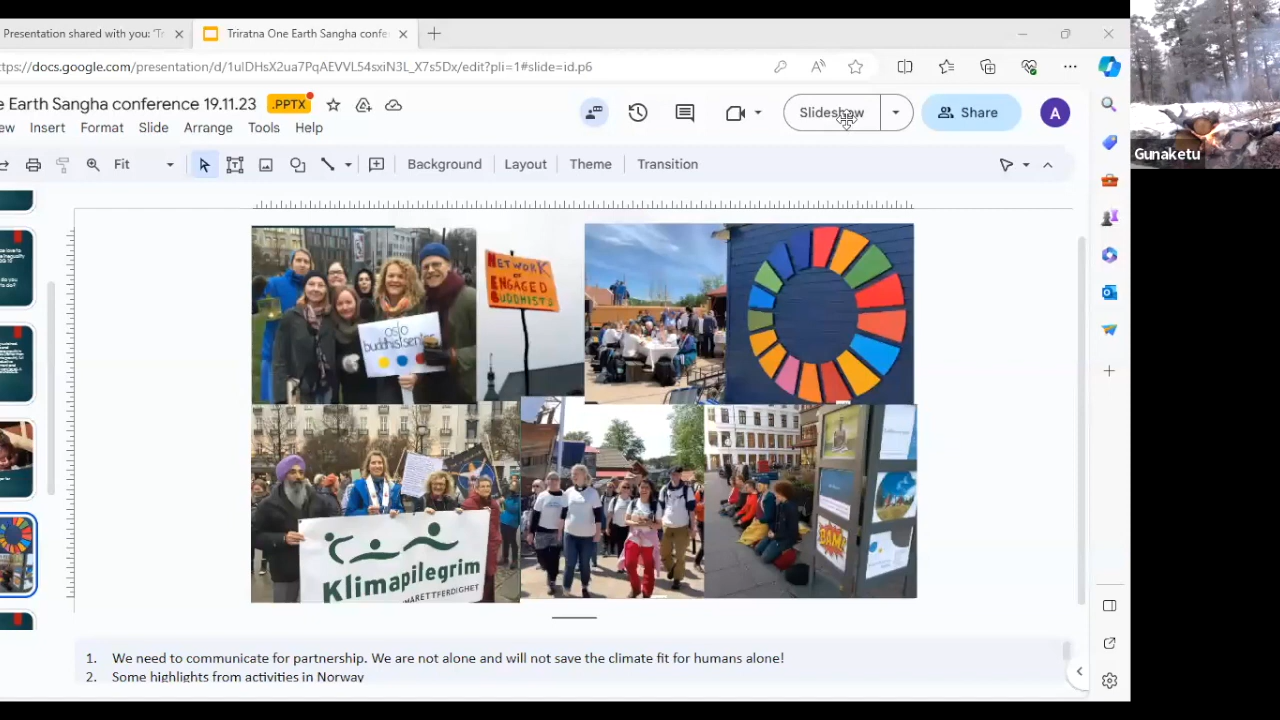 Presentation shared with you: 'Tr
Triratna One Earth Sangha confe
tps://docs.google.com/presentation/d/1ulDHsX2ua7PqAEVVL54sxiN3L_X7s5Dx/edit?pli=1#slide=id.p6
e Earth Sangha conference 19.11.23 .PPTX
Slideshow
Share
A
ew Insert Format Slide Arrange Tools Help
Fit
Background Layout Theme Transition
Gunaketu
NETWORK
OF
ENGAGED
BUDDHISTS
oslo
buddhistsenter
Klimapilegrim
MARETTFERDIGHET
BAM!
1. We need to communicate for partnership. We are not alone and will not save the climate fit for humans alone!
2. Some highlights from activities in Norway